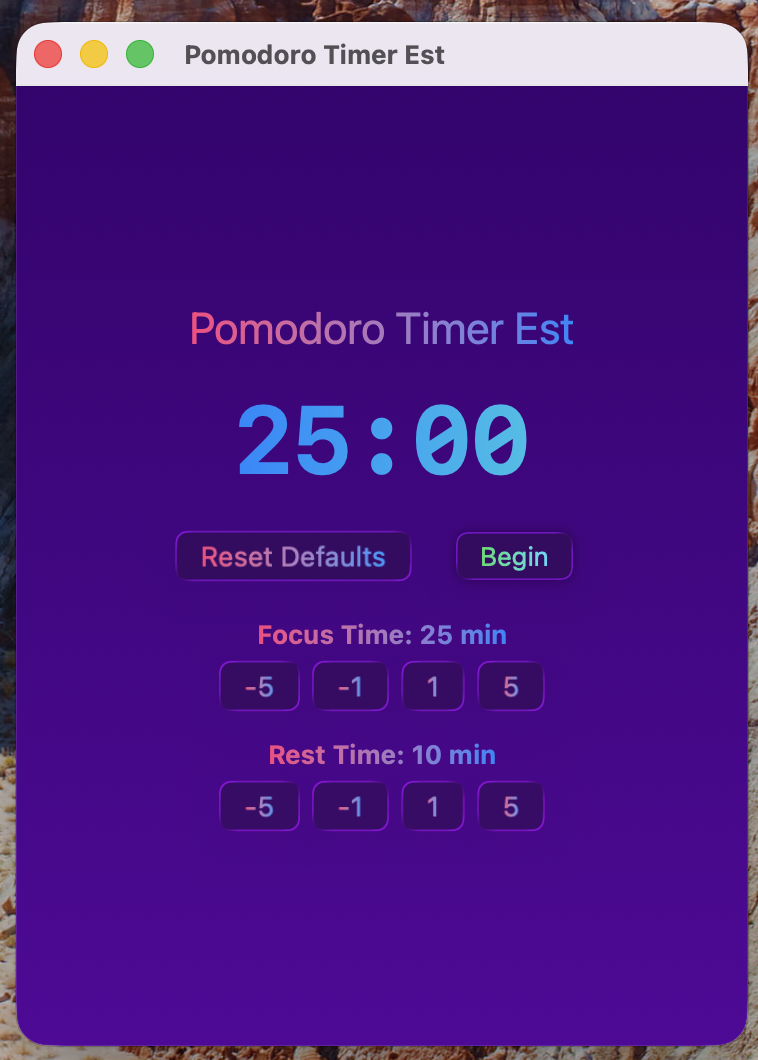 Pomodoro Timer Est
Pomodoro Timer Est
25:00
Reset Defaults Begin
Focus Time: 25 min
-5 -1 1 5
Rest Time: 10 min
-5 -1 1 5